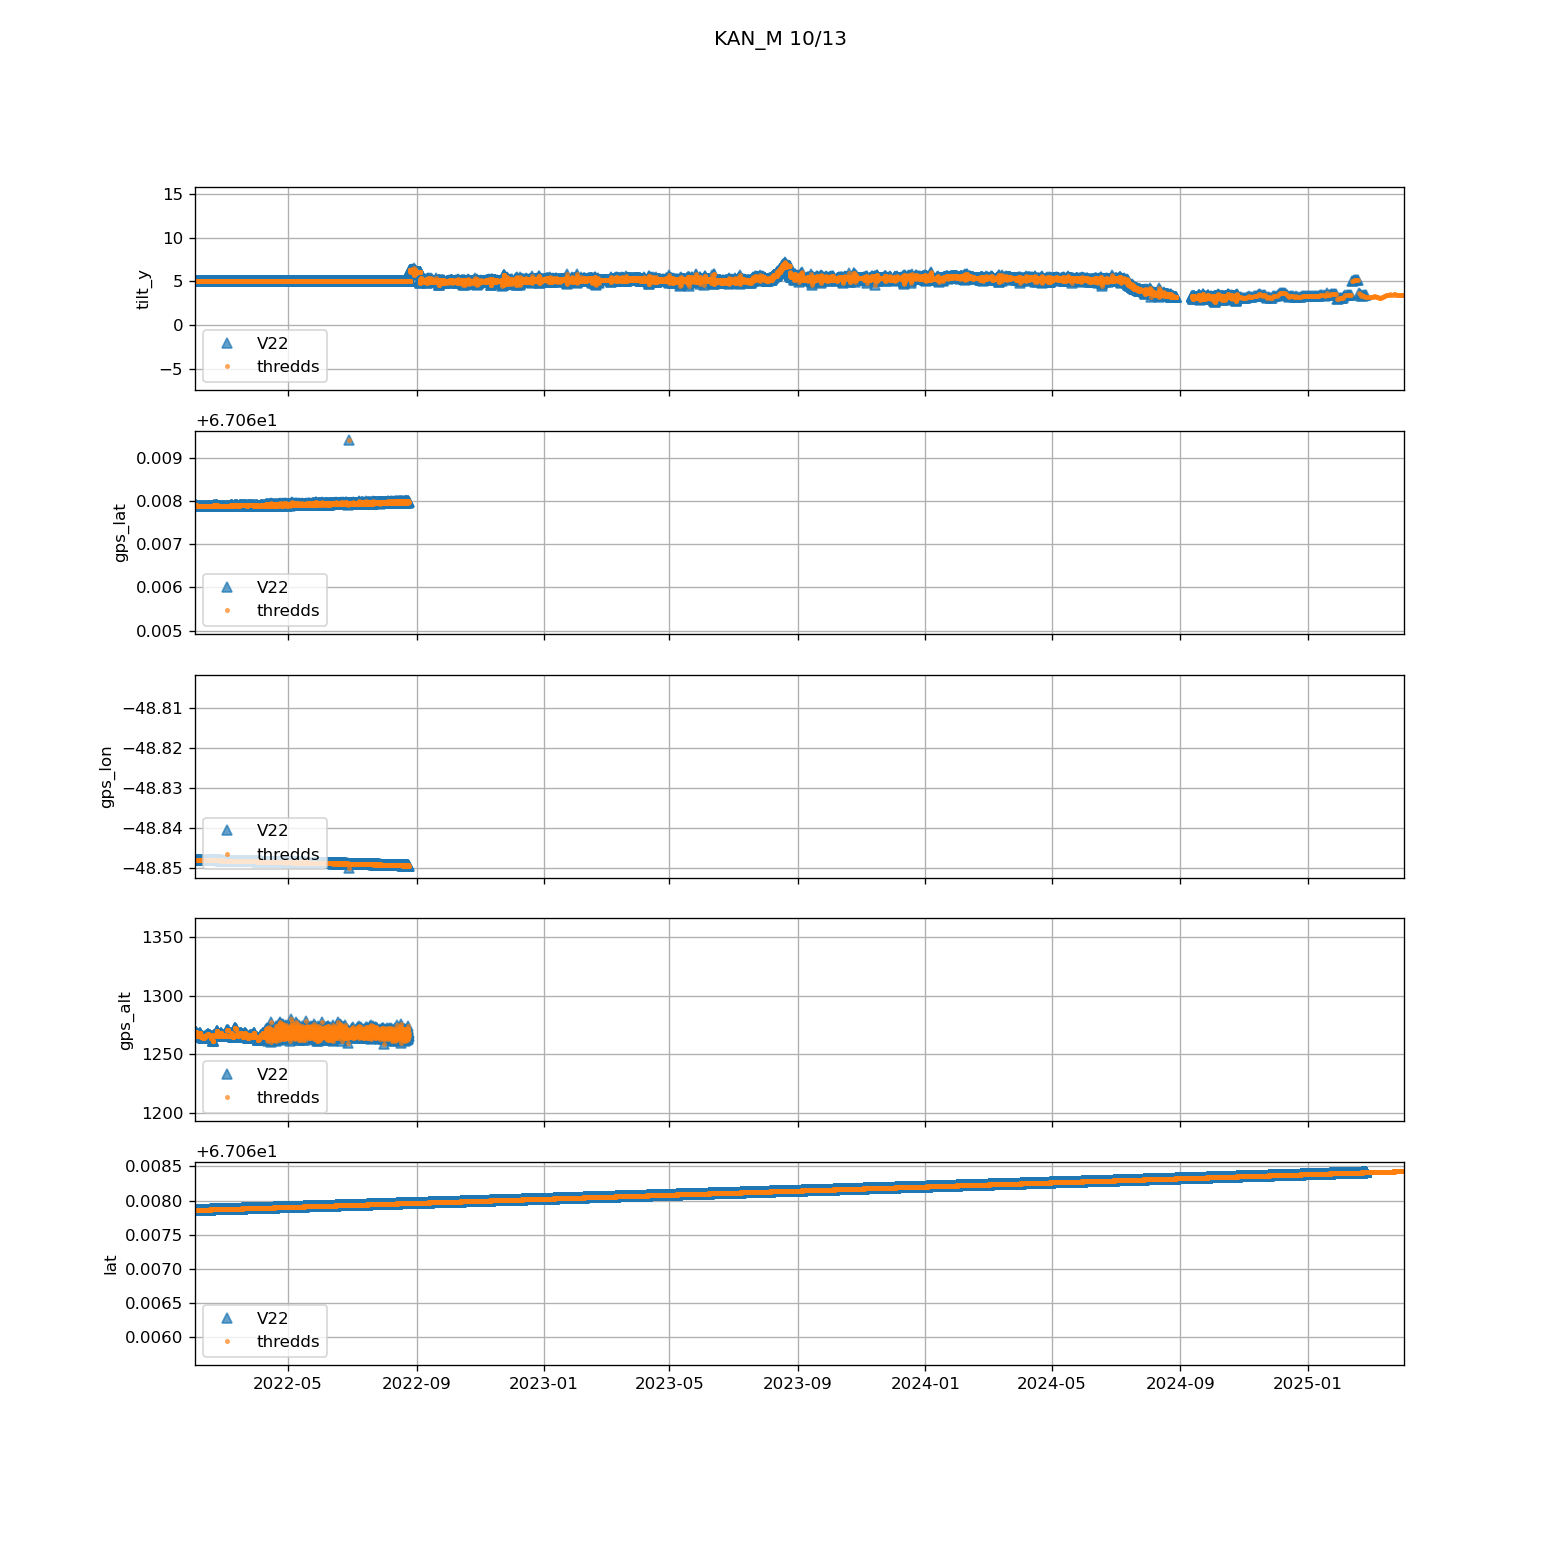 KAN_M 10/13
15
10
5
0
−5
tilt_y
V22
thredds
+6.706e1
0.009
0.008
0.007
0.006
0.005
gps_lat
V22
thredds
−48.81
−48.82
−48.83
−48.84
−48.85
gps_lon
V22
thredds
1350
1300
1250
1200
gps_alt
V22
thredds
+6.706e1
0.0085
0.0080
0.0075
0.0070
0.0065
0.0060
lat
V22
thredds
2022-05 2022-09 2023-01 2023-05 2023-09 2024-01 2024-05 2024-09 2025-01